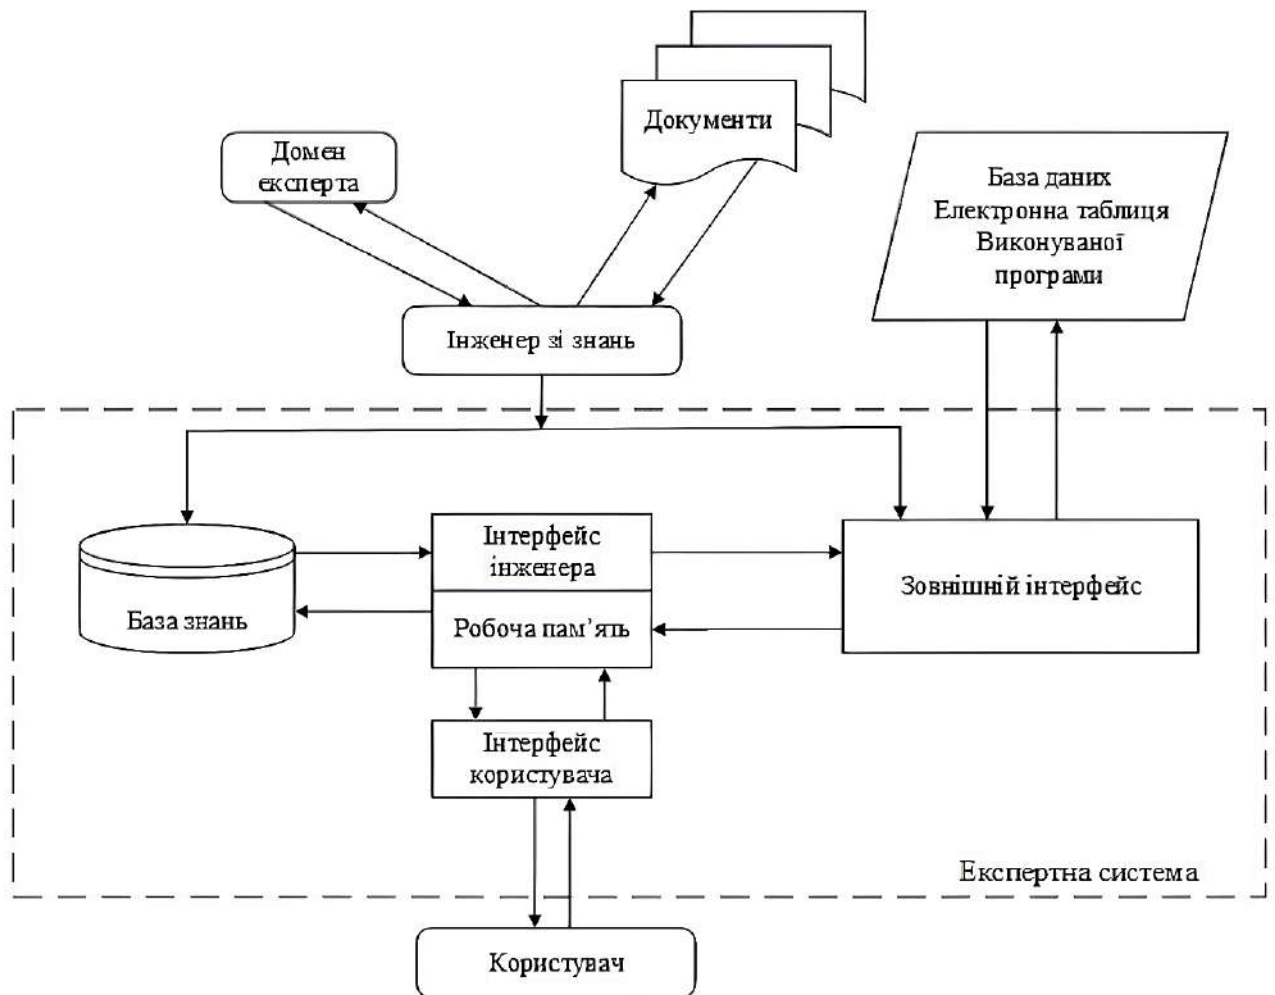 Документи
Домен
експерта
База даних
Електронна таблиця
Виконуваної
програми
Інженер зі знань
Інтерфейс
інженера
Зовнішній інтерфейс
База знань
Робоча пам’ять
Інтерфейс
користувача
Експертна система
Користувач